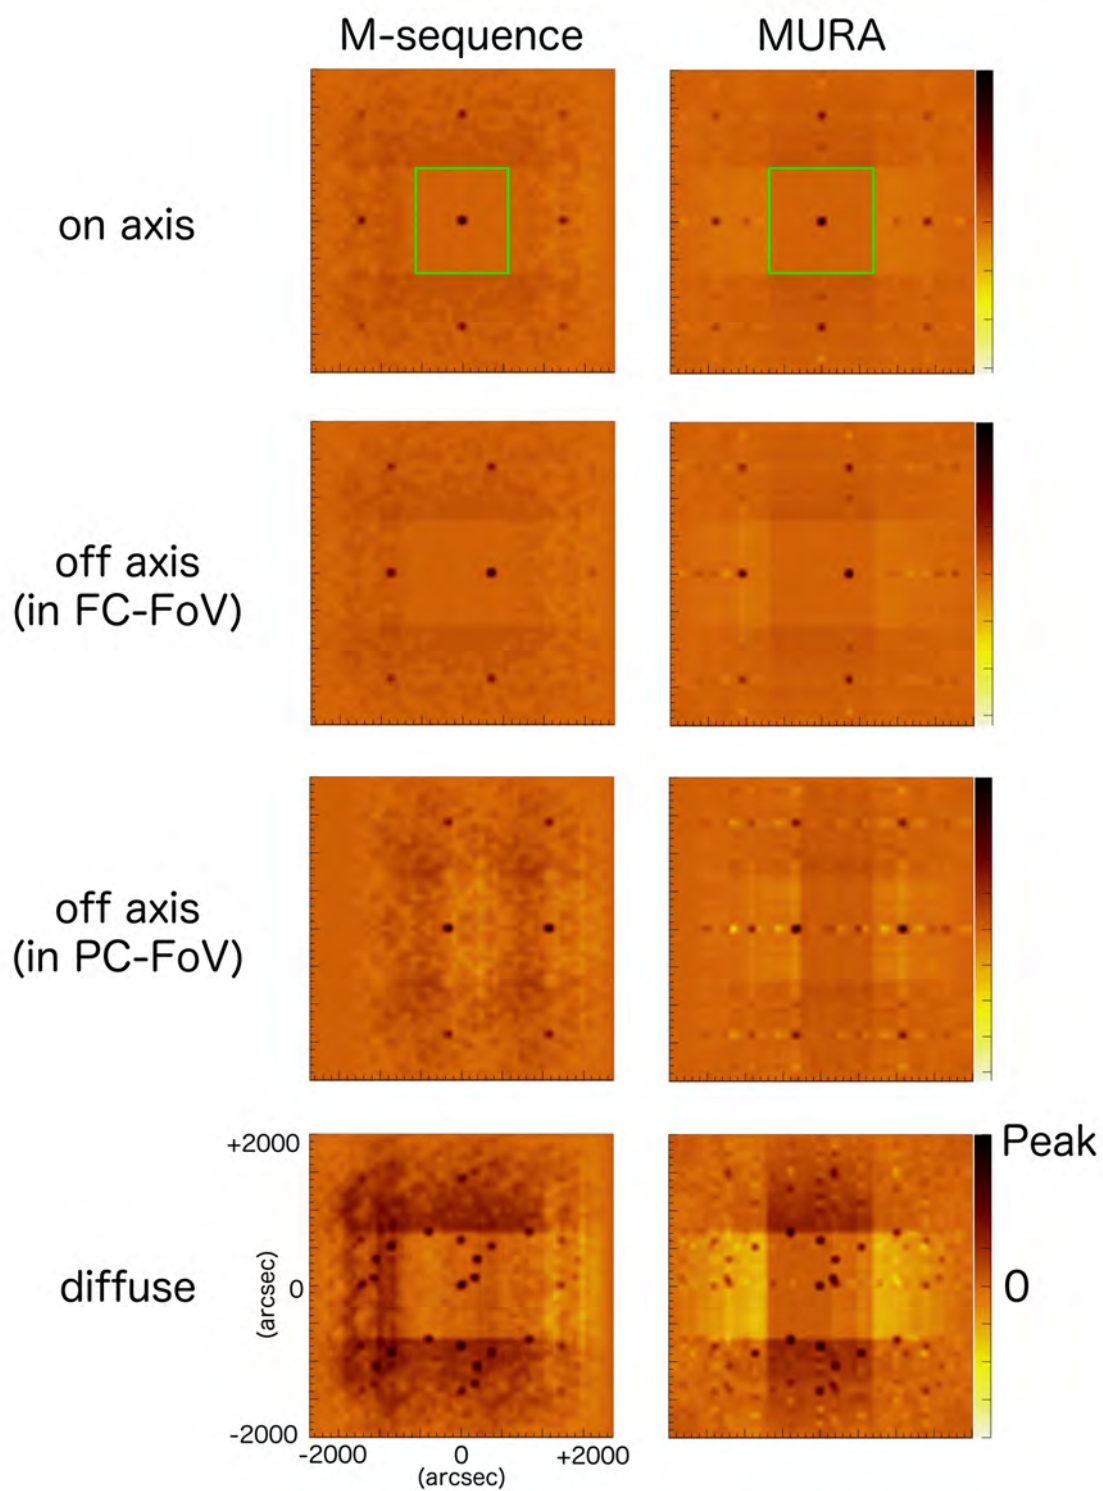 M-sequence MURA
on axis
off axis
(in FC-FoV)
off axis
(in PC-FoV)
+2000
Peak
diffuse
0
(arcsec)
0
-2000
-2000 0 +2000
(arcsec)